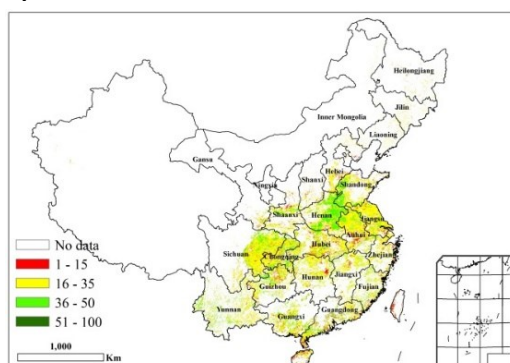 Heilongjiang
Jilin
Inner Mongolia
Liaoning
Gansu
Hebei
Ningxia
Shanxi
Shandong
Shaanxi
Henan
Jiangsu
Anhui
Hubei
Sichuan
Chongqing
Zhejiang
Hunan
Jiangxi
Guizhou
Fujian
Yunnan
Guangxi
Guangdong
No data
1 - 15
16 - 35
36 - 50
51 - 100
1,000
Km